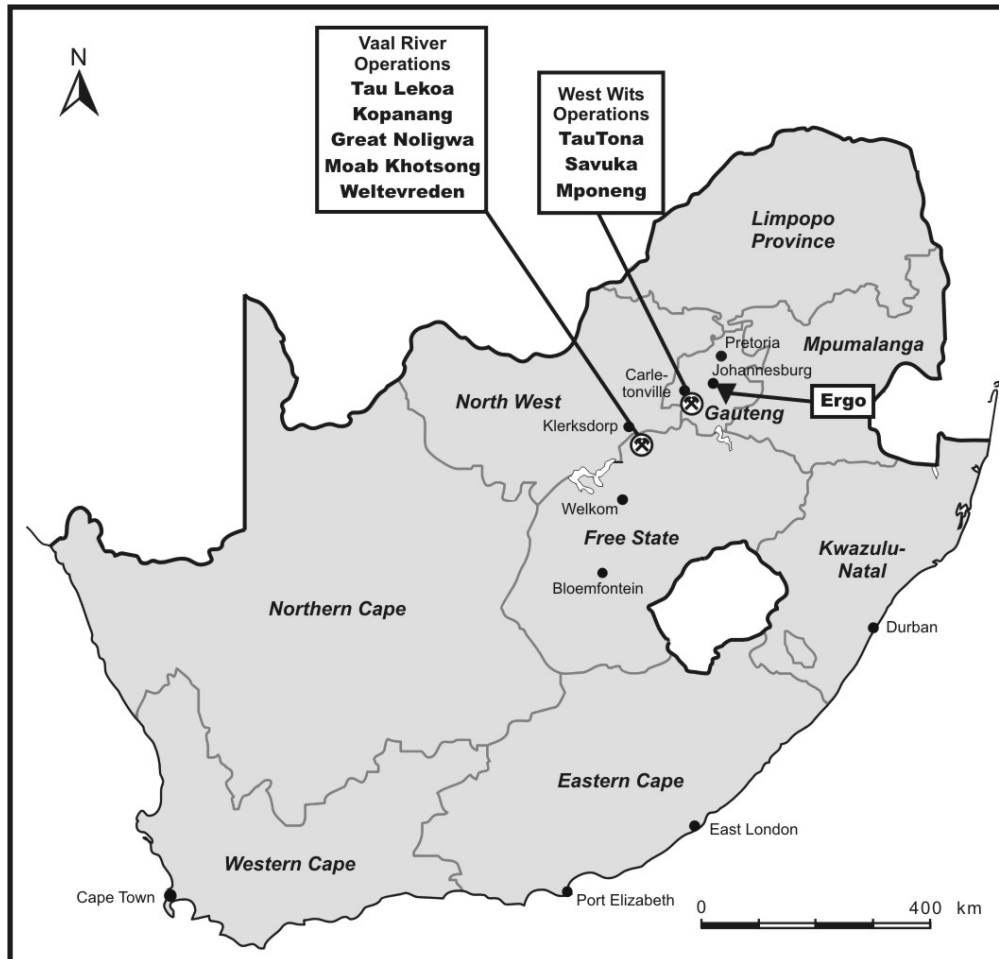 N
Vaal River
Operations
Tau Lekoa
Kopanang
Great Noligwa
Moab Khotsong
Weltevreden
West Wits
Operations
TauTona
Savuka
Mponeng
Limpopo
Province
Pretoria
Mpumalanga
Johannesburg
Carle-
tonville
Ergo
North West
Gauteng
Klerksdorp
Welkom
Free State
Kwazulu-
Natal
Bloemfontein
Northern Cape
Durban
Eastern Cape
East London
Western Cape
Cape Town
Port Elizabeth
0 400 km